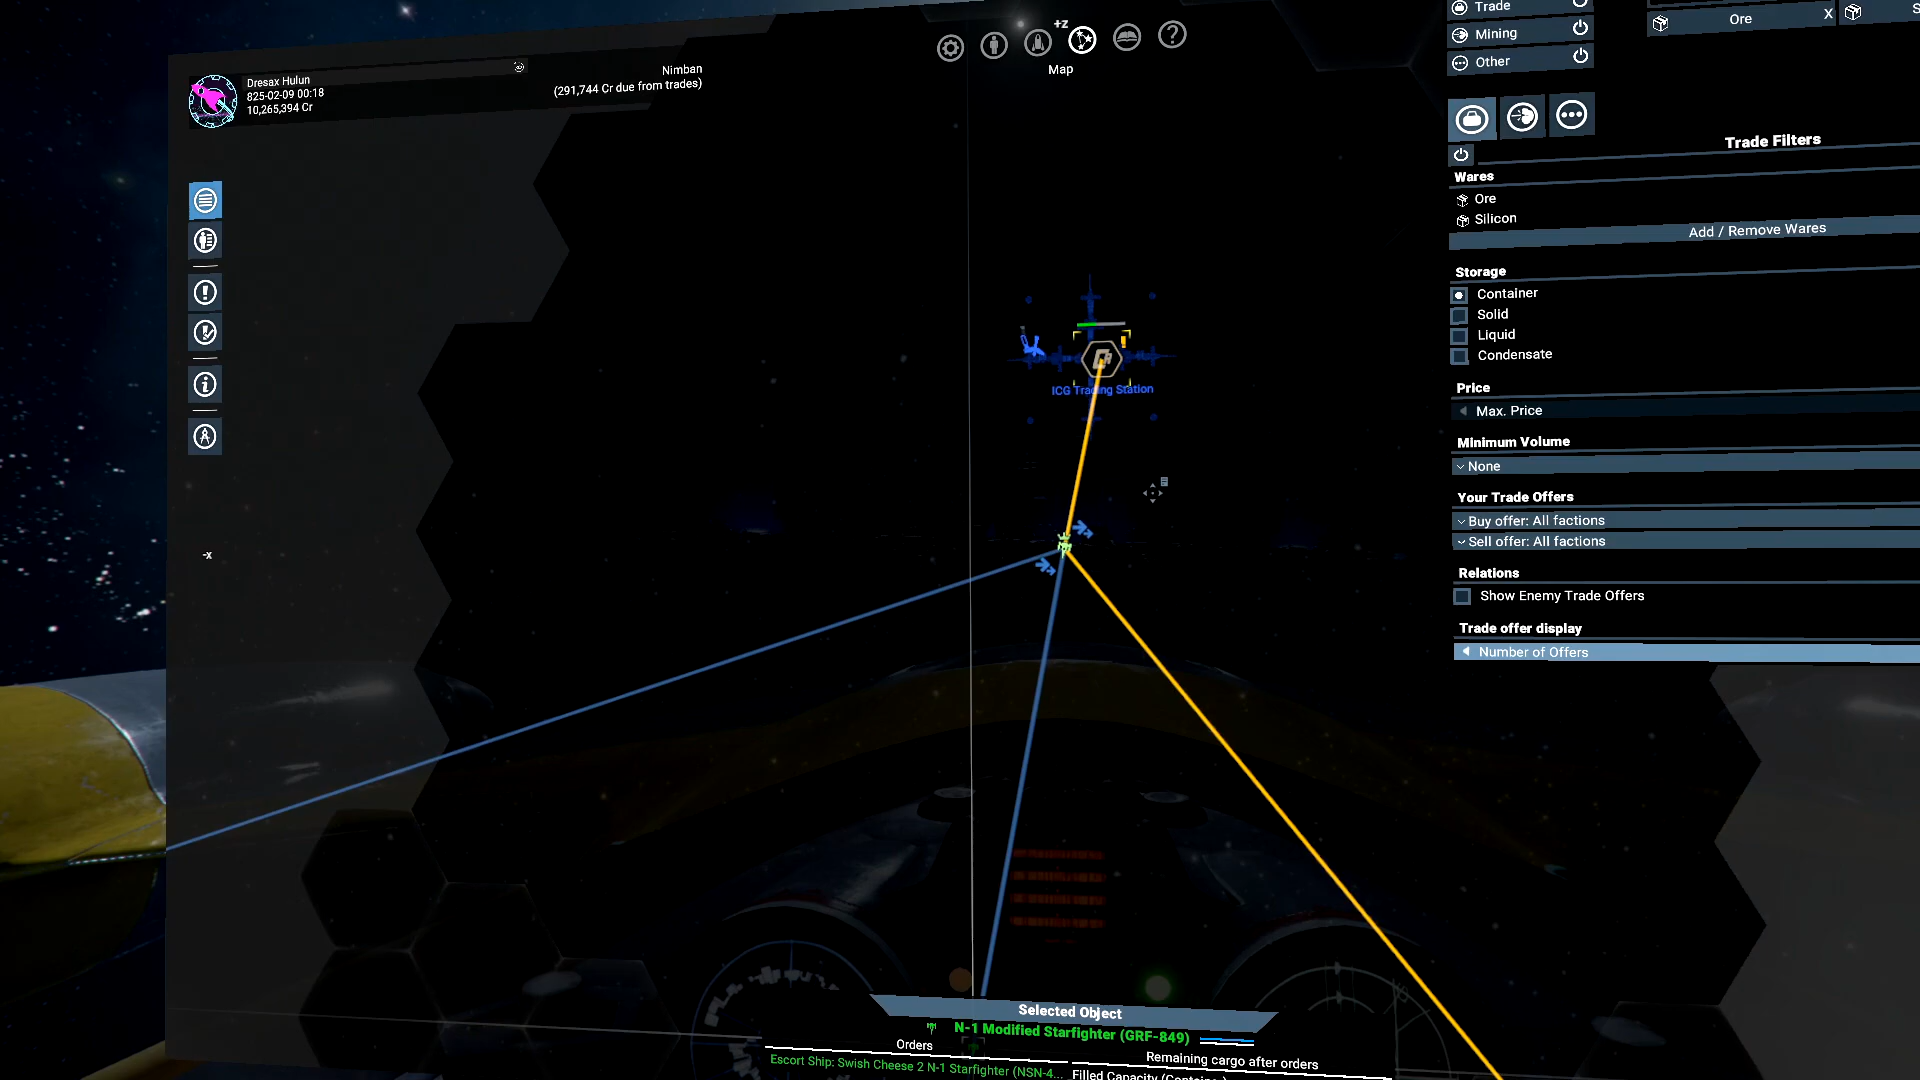 Dresax Hulun
825-02-09 00:18
10,265,394 Cr
Nimban
(291,744 Cr due from trades)
+z
Map
-x
ICG Trading Station
Trade
Mining
Other
Ore X
Trade Filters
Wares
Ore
Silicon
Add / Remove Wares
Storage
Container
Solid
Liquid
Condensate
Price
Max. Price
Minimum Volume
None
Your Trade Offers
Buy offer: All factions
Sell offer: All factions
Relations
Show Enemy Trade Offers
Trade offer display
Number of Offers
Selected Object
N-1 Modified Starfighter (GRF-849)
Orders
Remaining cargo after orders
Escort Ship: Swish Cheese 2 N-1 Starfighter (NSN-4...
Filled Capacity